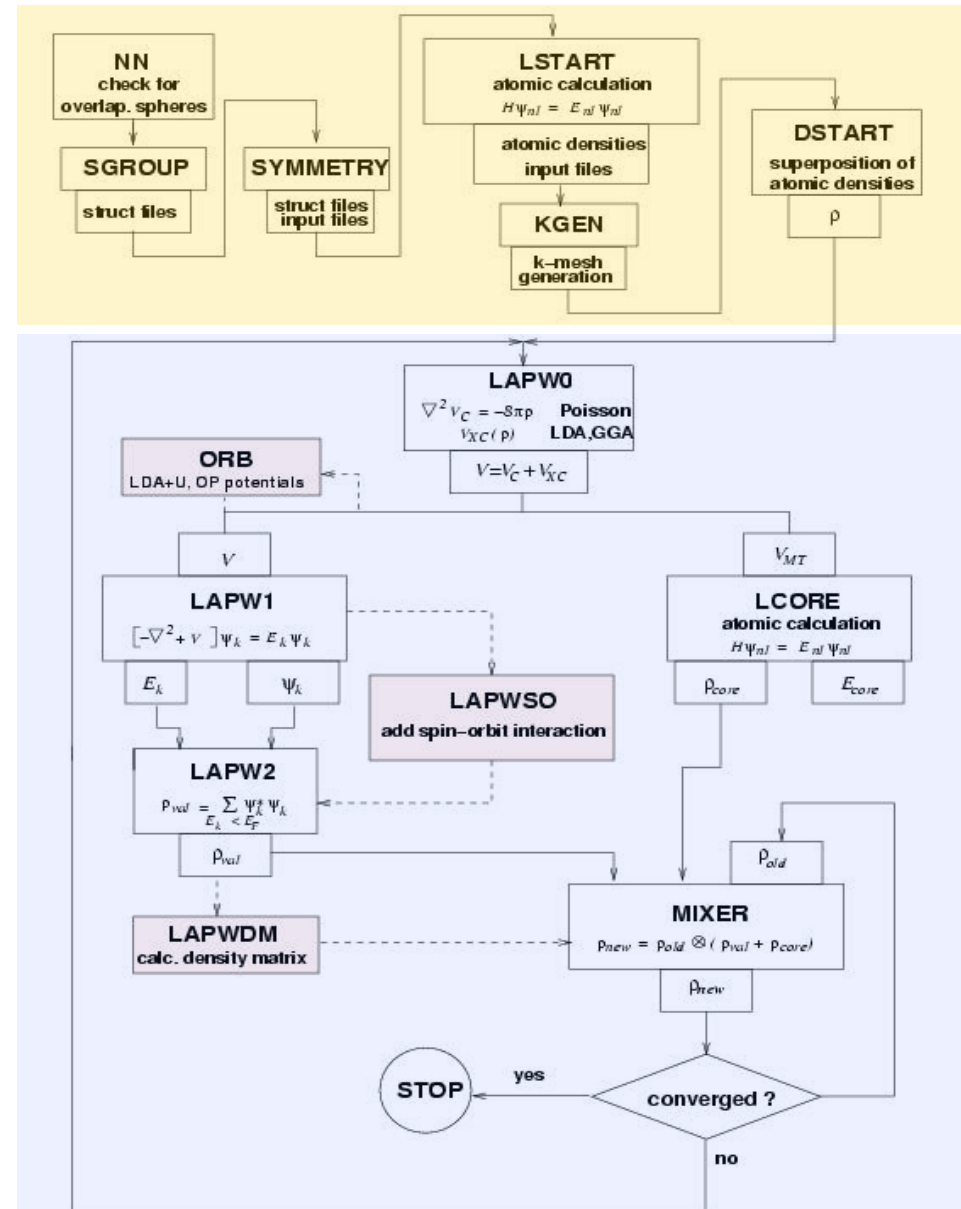 NN
check for
overlap. spheres
SGROUP
struct files
SYMMETRY
struct files
input files
LSTART
atomic calculation
Hψnl = Enl ψnl
atomic densities
input files
KGEN
k-mesh
generation
DSTART
superposition of
atomic densities
ρ
LAPW0
▽² VC = -8πρ Poisson
VXC(ρ) LDA,GGA
V=VC + VXC
ORB
LDA+U, OP potentials
V
LAPW1
[-▽² + V ]ψk = Ek ψk
Ek
ψk
VMT
LCORE
atomic calculation
Hψnl = Enl ψnl
ρcore
Ecore
LAPWSO
add spin-orbit interaction
LAPW2
ρval = Σ ψ*k ψk
Ek < EF
ρval
LAPWDM
calc. density matrix
ρold
MIXER
ρnew = ρold ⊗ ( ρval + ρcore)
ρnew
converged ?
yes
STOP
no